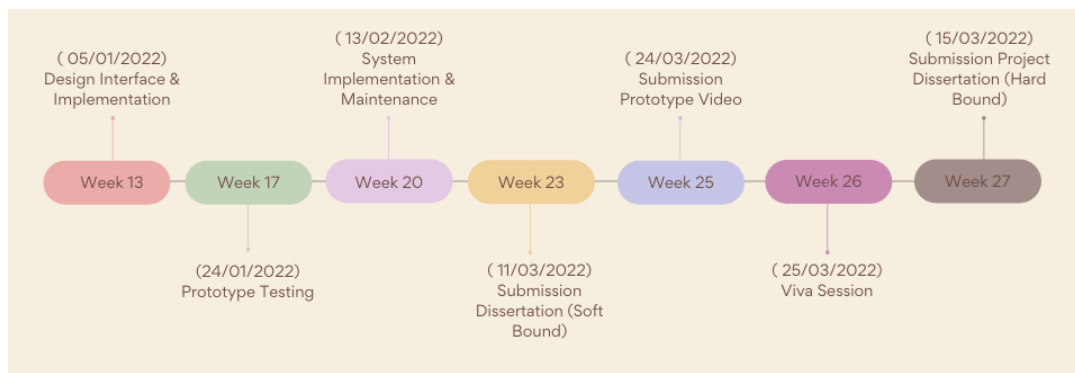 ( 05/01/2022)
Design Interface &
Implementation
( 13/02/2022)
System
Implementation &
Maintenance
( 24/03/2022)
Submission
Prototype Video
( 15/03/2022)
Submission Project
Dissertation (Hard
Bound)
Week 13
Week 17
Week 20
Week 23
Week 25
Week 26
Week 27
(24/01/2022)
Prototype Testing
( 11/03/2022)
Submission
Dissertation (Soft
Bound)
( 25/03/2022)
Viva Session